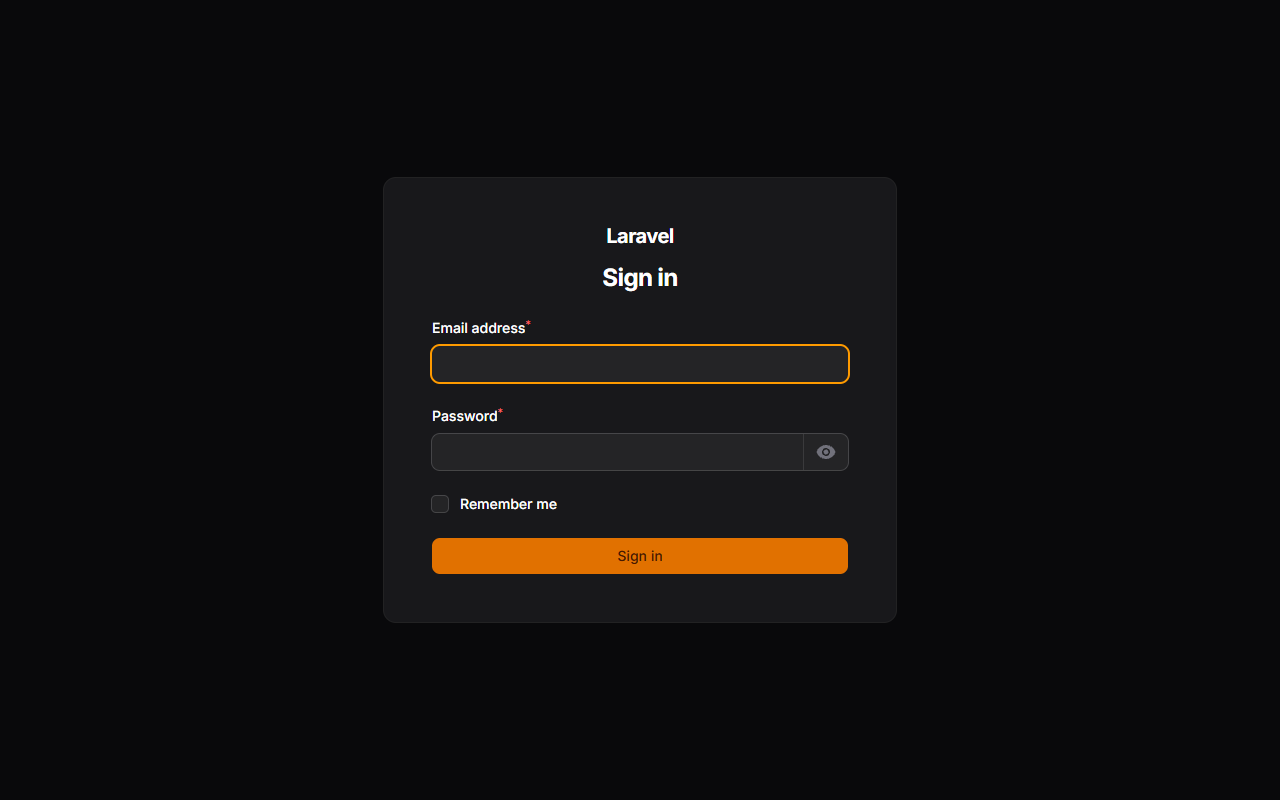 Laravel
Sign in
Email address*
Password*
Remember me
Sign in